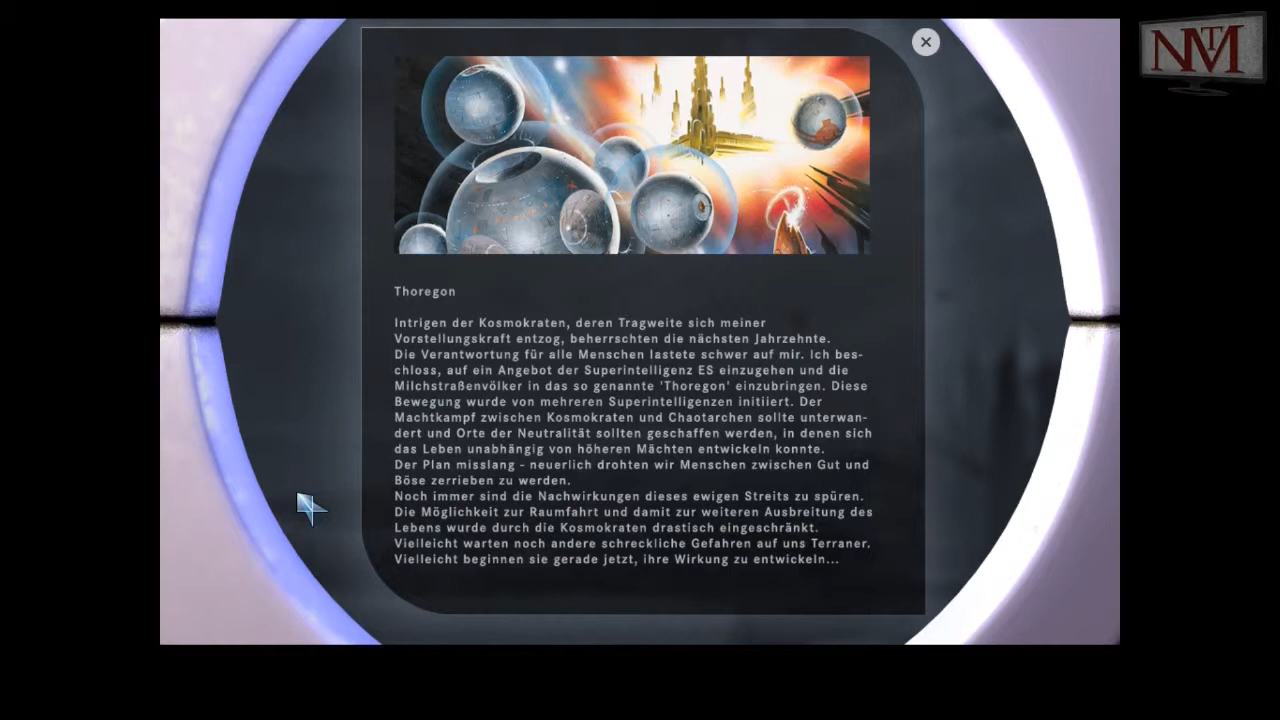 NTM
Thoregon
Intrigen der Kosmokraten, deren Tragweite sich meiner
Vorstellungskraft entzog, beherrschten die nächsten Jahrzehnte.
Die Verantwortung für alle Menschen lastete schwer auf mir. Ich bes-
chloss, auf ein Angebot der Superintelligenz ES einzugehen und die
Milchstraßenvölker in das so genannte 'Thoregon' einzubringen. Diese
Bewegung wurde von mehreren Superintelligenzen initiiert. Der
Machtkampf zwischen Kosmokraten und Chaotarchen sollte unterwan-
dert und Orte der Neutralität sollten geschaffen werden, in denen sich
das Leben unabhängig von höheren Mächten entwickeln konnte.
Der Plan misslang - neuerlich drohten wir Menschen zwischen Gut und
Böse zerrieben zu werden.
Noch immer sind die Nachwirkungen dieses ewigen Streits zu spüren.
Die Möglichkeit zur Raumfahrt und damit zur weiteren Ausbreitung des
Lebens wurde durch die Kosmokraten drastisch eingeschränkt.
Vielleicht warten noch andere schreckliche Gefahren auf uns Terraner.
Vielleicht beginnen sie gerade jetzt, ihre Wirkung zu entwickeln...